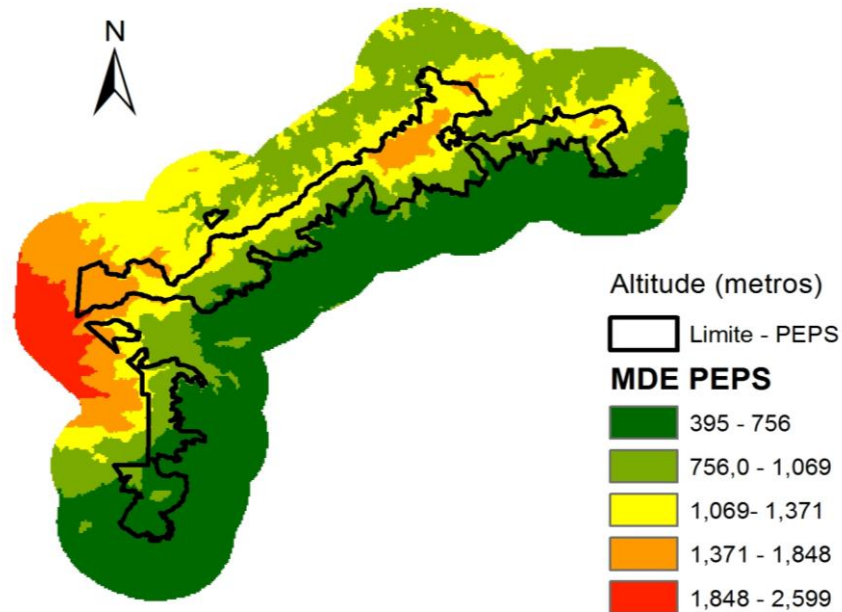 N
Altitude (metros)
Limite - PEPS
MDE PEPS
395 - 756
756,0 - 1,069
1,069- 1,371
1,371 - 1,848
1,848 - 2,599